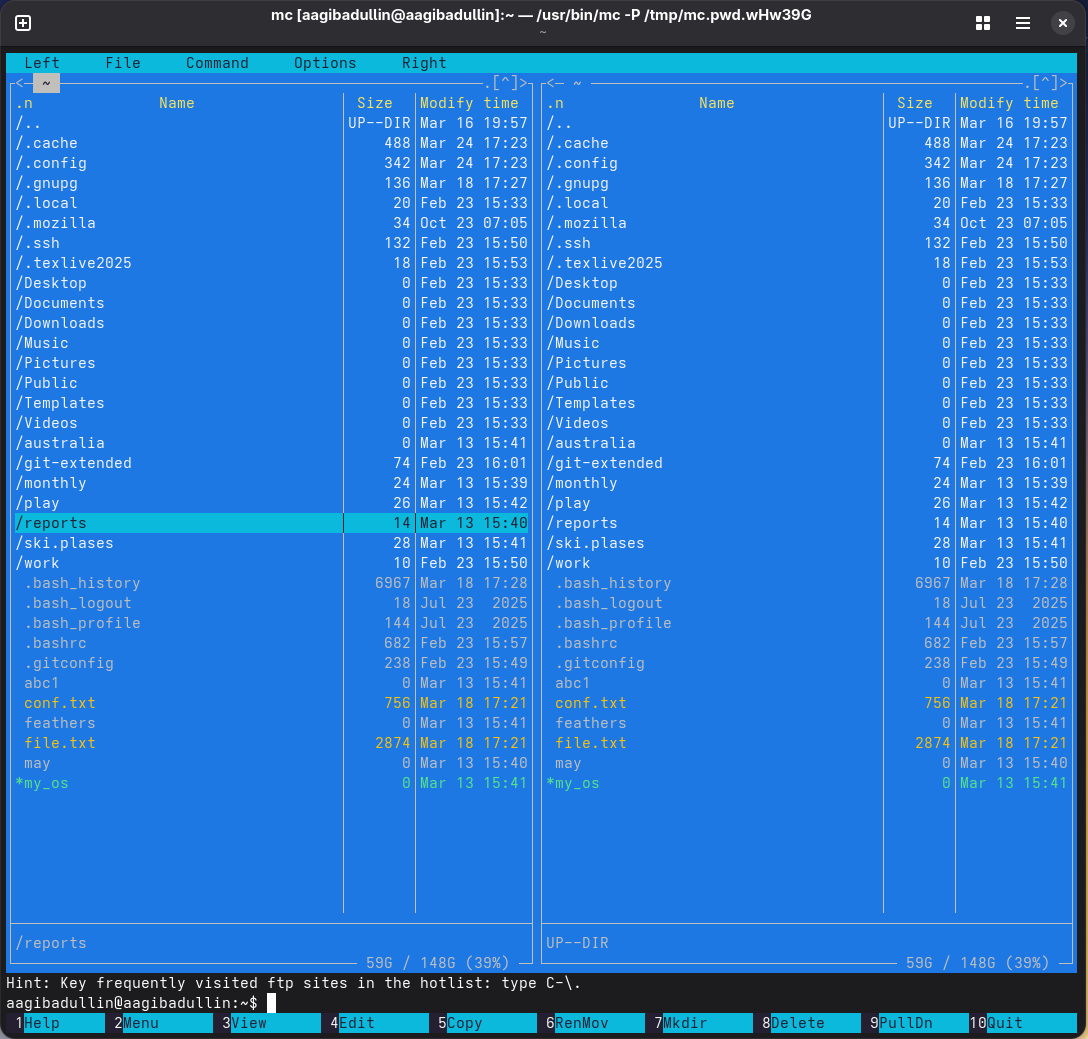 mc [aagibadullin@aagibadullin]:~ — /usr/bin/mc -P /tmp/mc.pwd.wHw39G
~
Left File Command Options Right
<─ ~ .[^]> <─ ~ .[^]>
.n Name Size Modify time .n Name Size Modify time
/.. UP--DIR Mar 16 19:57 /.. UP--DIR Mar 16 19:57
/.cache 488 Mar 24 17:23 /.cache 488 Mar 24 17:23
/.config 342 Mar 24 17:23 /.config 342 Mar 24 17:23
/.gnupg 136 Mar 18 17:27 /.gnupg 136 Mar 18 17:27
/.local 20 Feb 23 15:33 /.local 20 Feb 23 15:33
/.mozilla 34 Oct 23 07:05 /.mozilla 34 Oct 23 07:05
/.ssh 132 Feb 23 15:50 /.ssh 132 Feb 23 15:50
/.texlive2025 18 Feb 23 15:53 /.texlive2025 18 Feb 23 15:53
/Desktop 0 Feb 23 15:33 /Desktop 0 Feb 23 15:33
/Documents 0 Feb 23 15:33 /Documents 0 Feb 23 15:33
/Downloads 0 Feb 23 15:33 /Downloads 0 Feb 23 15:33
/Music 0 Feb 23 15:33 /Music 0 Feb 23 15:33
/Pictures 0 Feb 23 15:33 /Pictures 0 Feb 23 15:33
/Public 0 Feb 23 15:33 /Public 0 Feb 23 15:33
/Templates 0 Feb 23 15:33 /Templates 0 Feb 23 15:33
/Videos 0 Feb 23 15:33 /Videos 0 Feb 23 15:33
/australia 0 Mar 13 15:41 /australia 0 Mar 13 15:41
/git-extended 74 Feb 23 16:01 /git-extended 74 Feb 23 16:01
/monthly 24 Mar 13 15:39 /monthly 24 Mar 13 15:39
/play 26 Mar 13 15:42 /play 26 Mar 13 15:42
/reports 14 Mar 13 15:40 /reports 14 Mar 13 15:40
/ski.plases 28 Mar 13 15:41 /ski.plases 28 Mar 13 15:41
/work 10 Feb 23 15:50 /work 10 Feb 23 15:50
.bash_history 6967 Mar 18 17:28 .bash_history 6967 Mar 18 17:28
.bash_logout 18 Jul 23 2025 .bash_logout 18 Jul 23 2025
.bash_profile 144 Jul 23 2025 .bash_profile 144 Jul 23 2025
.bashrc 682 Feb 23 15:57 .bashrc 682 Feb 23 15:57
.gitconfig 238 Feb 23 15:49 .gitconfig 238 Feb 23 15:49
abc1 0 Mar 13 15:41 abc1 0 Mar 13 15:41
conf.txt 756 Mar 18 17:21 conf.txt 756 Mar 18 17:21
feathers 0 Mar 13 15:41 feathers 0 Mar 13 15:41
file.txt 2874 Mar 18 17:21 file.txt 2874 Mar 18 17:21
may 0 Mar 13 15:40 may 0 Mar 13 15:40
*my_os 0 Mar 13 15:41 *my_os 0 Mar 13 15:41
/reports UP--DIR
59G / 148G (39%) 59G / 148G (39%)
Hint: Key frequently visited ftp sites in the hotlist: type C-\.
aagibadullin@aagibadullin:~$
1Help 2Menu 3View 4Edit 5Copy 6RenMov 7Mkdir 8Delete 9PullDn 10Quit